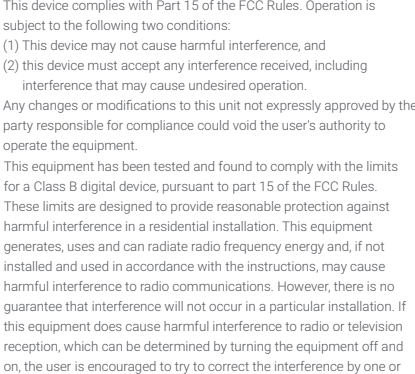 This device complies with Part 15 of the FCC Rules. Operation is
subject to the following two conditions:
(1) This device may not cause harmful interference, and
(2) this device must accept any interference received, including
interference that may cause undesired operation.
Any changes or modifications to this unit not expressly approved by the
party responsible for compliance could void the user's authority to
operate the equipment.
This equipment has been tested and found to comply with the limits
for a Class B digital device, pursuant to part 15 of the FCC Rules.
These limits are designed to provide reasonable protection against
harmful interference in a residential installation. This equipment
generates, uses and can radiate radio frequency energy and, if not
installed and used in accordance with the instructions, may cause
harmful interference to radio communications. However, there is no
guarantee that interference will not occur in a particular installation. If
this equipment does cause harmful interference to radio or television
reception, which can be determined by turning the equipment off and
on, the user is encouraged to try to correct the interference by one or